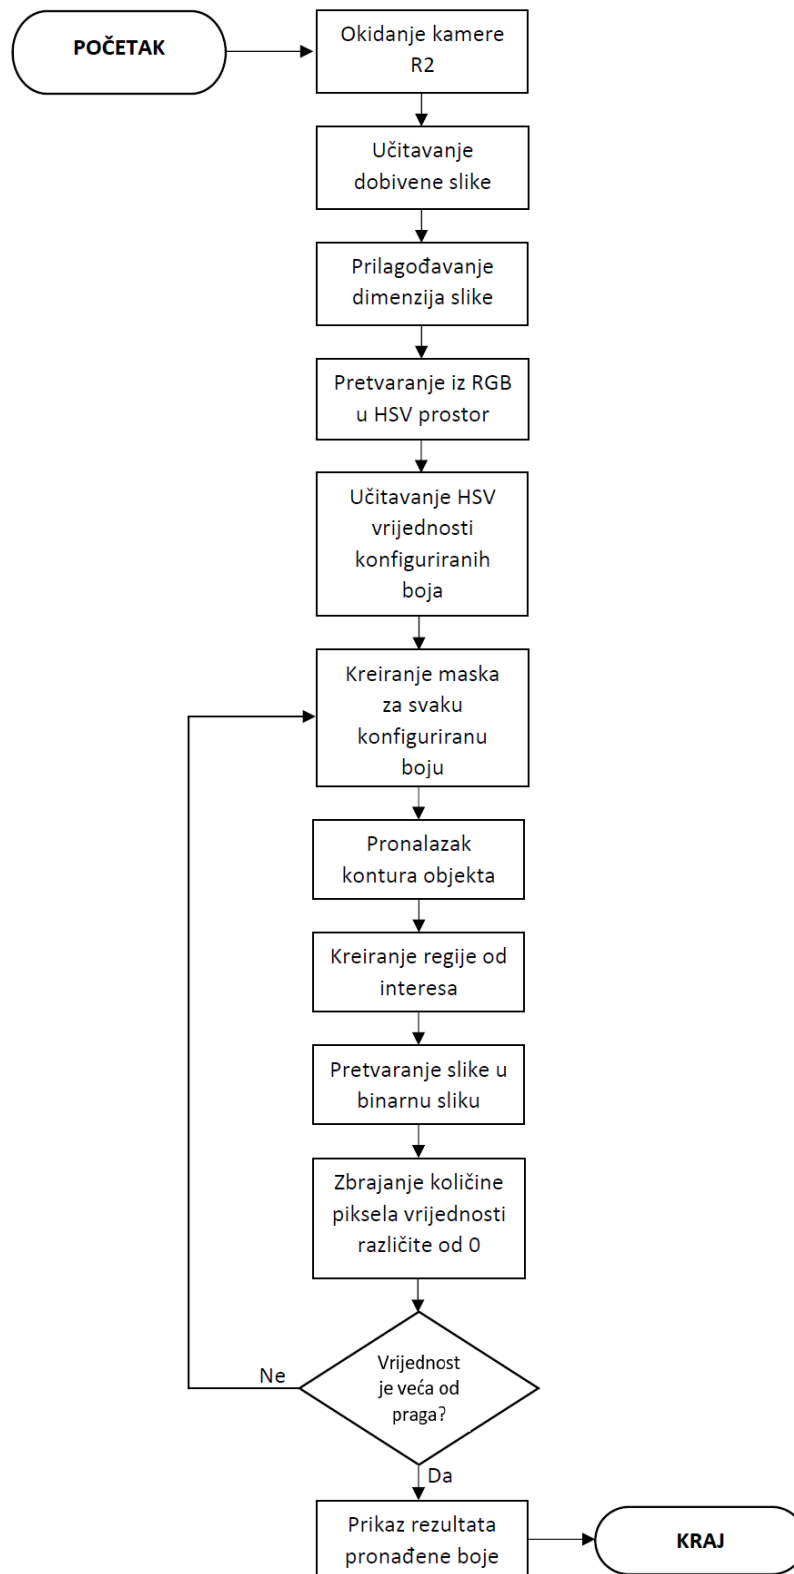 POČETAK
Okidanje kamere
R2
Učitavanje
dobivene slike
Prilagođavanje
dimenzija slike
Pretvaranje iz RGB
u HSV prostor
Učitavanje HSV
vrijednosti
konfiguriranih
boja
Kreiranje maska
za svaku
konfiguranu
boju
Pronalazak
kontura objekta
Kreiranje regije od
interesa
Pretvaranje slike u
binarnu sliku
Zbrajanje količine
piksela vrijednosti
različite od 0
Vrijednost
je veća od
praga?
Ne
Da
Prikaz rezultata
pronađene boje
KRAJ